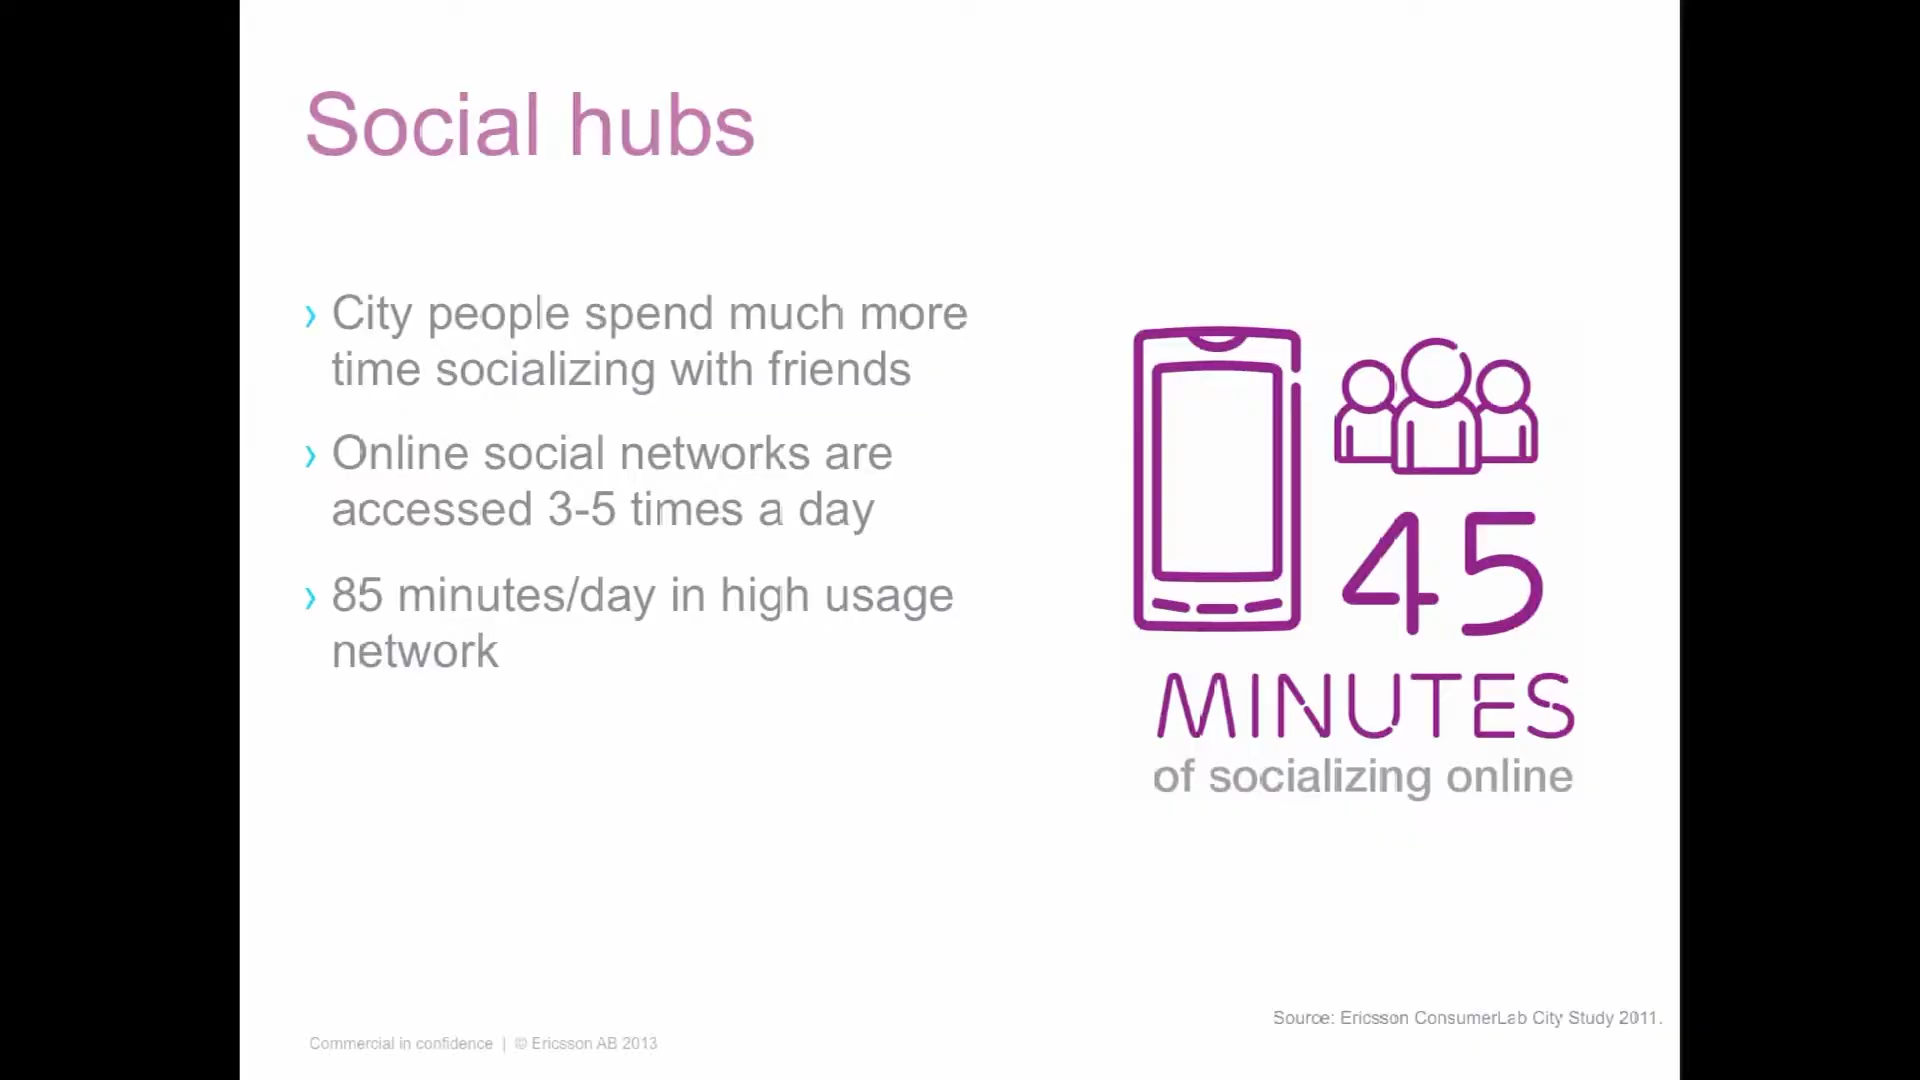 Social hubs
› City people spend much more
time socializing with friends
› Online social networks are
accessed 3-5 times a day
› 85 minutes/day in high usage
network
45
MINUTES
of socializing online
Source: Ericsson ConsumerLab City Study 2011.
Commercial in confidence | © Ericsson AB 2013